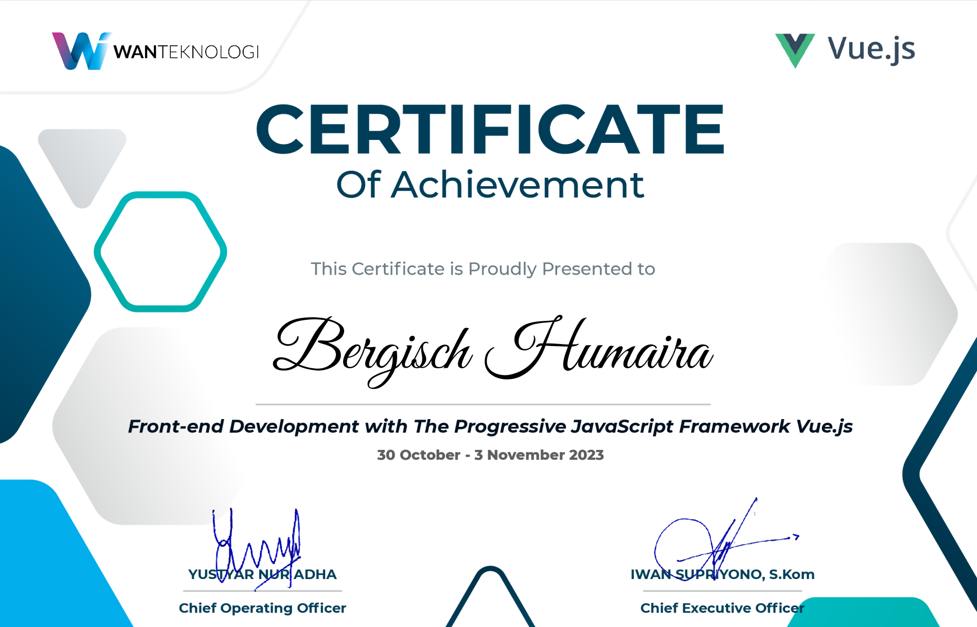 WANTEKNOLOGI
Vue.js
CERTIFICATE
Of Achievement
This Certificate is Proudly Presented to
Bergisch Humaira
Front-end Development with The Progressive JavaScript Framework Vue.js
30 October - 3 November 2023
YUSTYAR NUR ADHA
Chief Operating Officer
IWAN SUPRIYONO, S.Kom
Chief Executive Officer